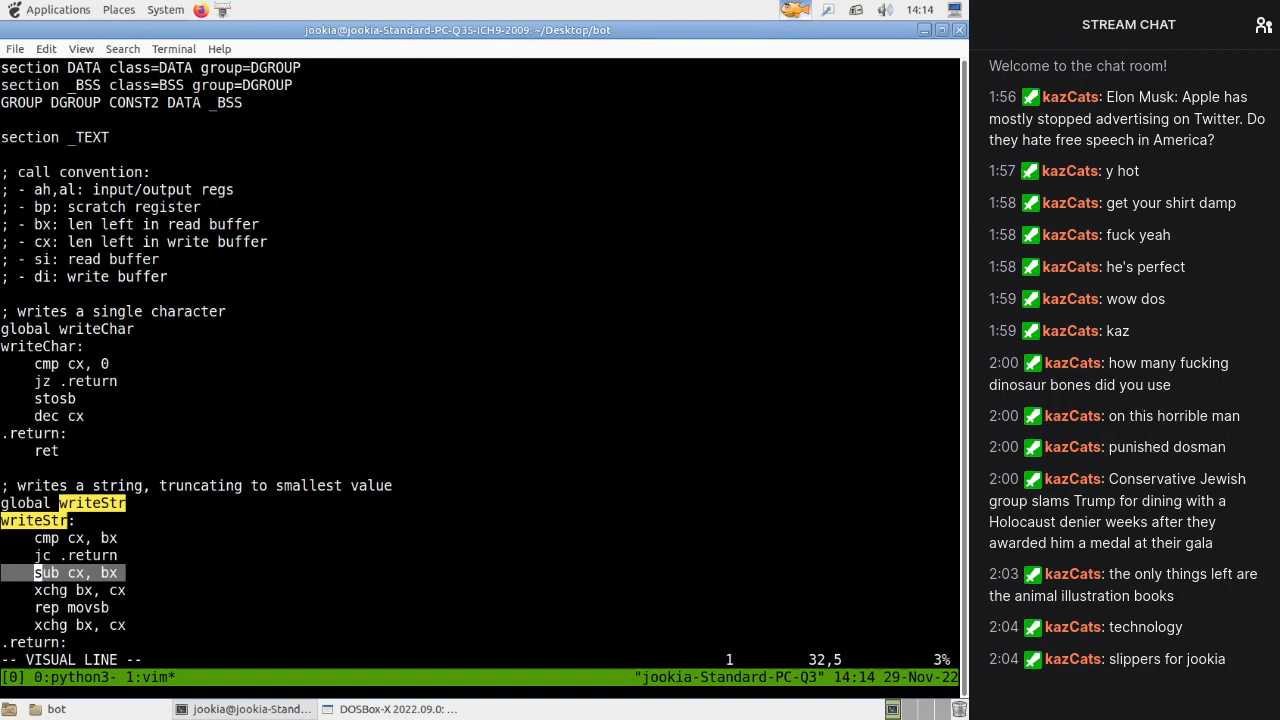 Applications Places System 14:14
jookia@jookia-Standard-PC-Q35-ICH9-2009: ~/Desktop/bot
File Edit View Search Terminal Help
section DATA class=DATA group=DGROUP
section _BSS class=BSS group=DGROUP
GROUP DGROUP CONST2 DATA _BSS
section _TEXT
; call convention:
; - ah,al: input/output regs
; - bp: scratch register
; - bx: len left in read buffer
; - cx: len left in write buffer
; - si: read buffer
; - di: write buffer
; writes a single character
global writeChar
writeChar:
cmp cx, 0
jz .return
stosb
dec cx
.return:
ret
; writes a string, truncating to smallest value
global writeStr
writeStr:
cmp cx, bx
jc .return
sub cx, bx
xchg bx, cx
rep movsb
xchg bx, cx
.return:
-- VISUAL LINE -- 1 32,5 3%
[0] 0:python3- 1:vim* "jookia-Standard-PC-Q3" 14:14 29-Nov-22
bot jookia@jookia-Stand... DOSBox-X 2022.09.0: ...
STREAM CHAT
Welcome to the chat room!
1:56 kazCats: Elon Musk: Apple has
mostly stopped advertising on Twitter. Do
they hate free speech in America?
1:57 kazCats: y hot
1:58 kazCats: get your shirt damp
1:58 kazCats: fuck yeah
1:58 kazCats: he's perfect
1:59 kazCats: wow dos
1:59 kazCats: kaz
2:00 kazCats: how many fucking
dinosaur bones did you use
2:00 kazCats: on this horrible man
2:00 kazCats: punished dosman
2:00 kazCats: Conservative Jewish
group slams Trump for dining with a
Holocaust denier weeks after they
awarded him a medal at their gala
2:03 kazCats: the only things left are
the animal illustration books
2:04 kazCats: technology
2:04 kazCats: slippers for jookia